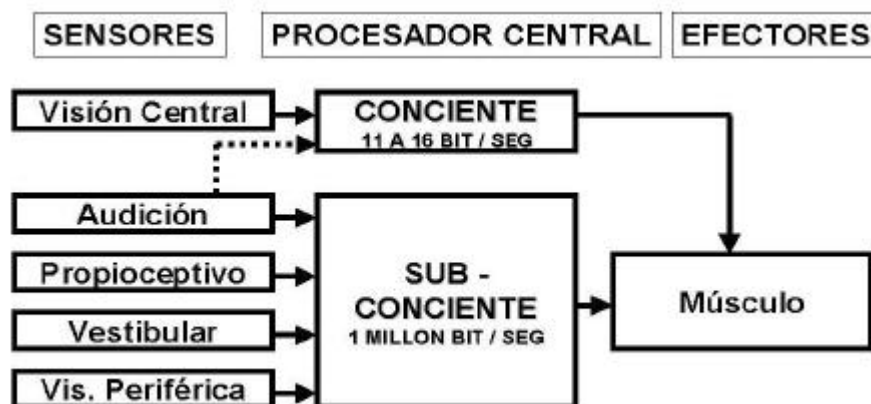 SENSORES
PROCESADOR CENTRAL
EFECTORES
Visión Central
CONCIENTE
11 A 16 BIT / SEG
Audición
Propioceptivo
Vestibular
Vis. Periférica
SUB -
CONCIENTE
1 MILLON BIT / SEG
Músculo